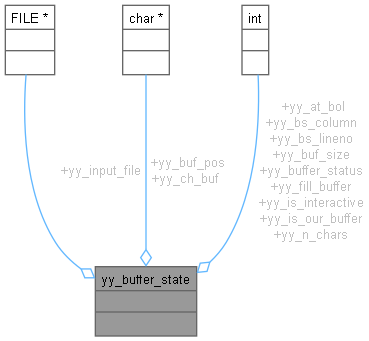 FILE *
char *
int
+yy_input_file
+yy_buf_pos
+yy_ch_buf
+yy_at_bol
+yy_bs_column
+yy_bs_lineno
+yy_buf_size
+yy_buffer_status
+yy_fill_buffer
+yy_is_interactive
+yy_is_our_buffer
+yy_n_chars
yy_buffer_state